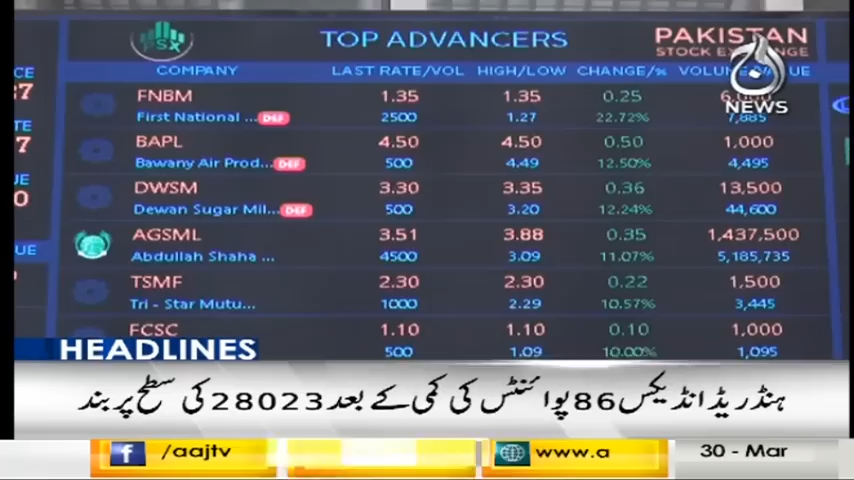 PSX TOP ADVANCERS PAKISTAN
STOCK EXCHANGE
COMPANY LAST RATE/VOL HIGH/LOW CHANGE/% VOLUME/VALUE
FNBM 1.35 1.35 0.25
First National ... DEF 2500 1.27 22.72% 7,885
BAPL 4.50 4.50 0.50 1,000
Bawany Air Prod... DEF 500 4.49 12.50% 4,495
DWSM 3.30 3.35 0.36 13,500
Dewan Sugar Mil... DEF 500 3.20 12.24% 44,600
AGSML 3.51 3.88 0.35 1,437,500
Abdullah Shaha ... 4500 3.09 11.07% 5,185,735
TSMF 2.30 2.30 0.22 1,500
Tri - Star Mutu... 1000 2.29 10.57% 3,445
FCSC 1.10 1.10 0.10 1,000
500 1.09 10.00% 1,095
آج
NEWS
HEADLINES
ہنڈریڈ انڈیکس 86 پوائنٹس کی کمی کے بعد 28023 کی سطح پر بند
f /aajtv www.a 30 - Mar